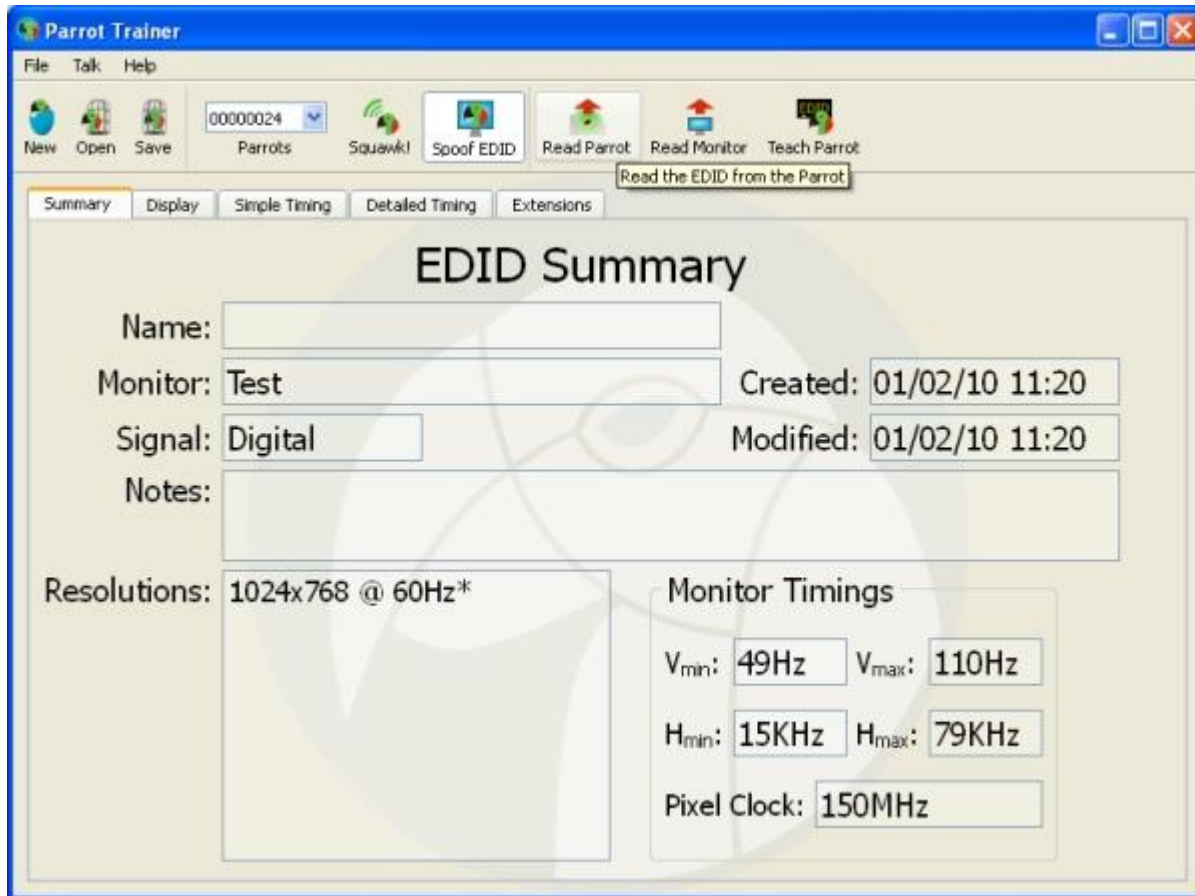 Parrot Trainer
File Talk Help
00000024
New Open Save Parrots Squawk! Spoof EDID Read Parrot Read Monitor Teach Parrot
EDID
Read the EDID from the Parrot
Summary Display Simple Timing Detailed Timing Extensions
EDID Summary
Name:
Monitor: Test Created: 01/02/10 11:20
Signal: Digital Modified: 01/02/10 11:20
Notes:
Resolutions: 1024x768 @ 60Hz* Monitor Timings
Vmin: 49Hz Vmax: 110Hz
Hmin: 15KHz Hmax: 79KHz
Pixel Clock: 150MHz